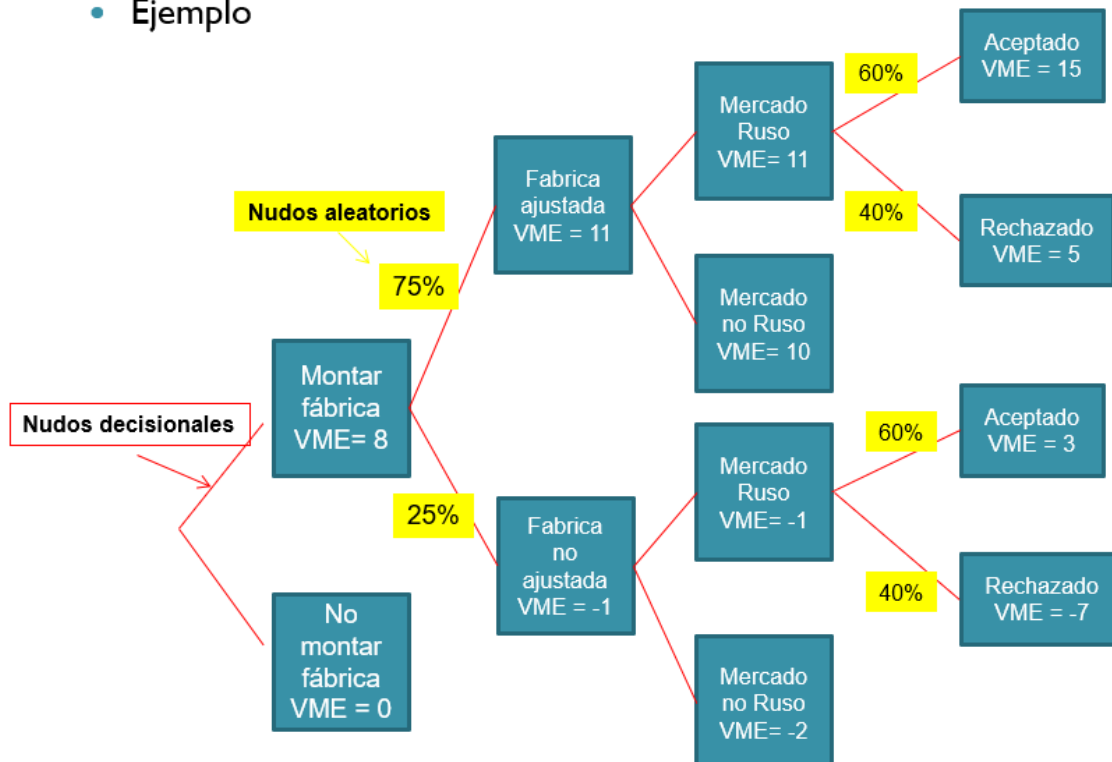 • Ejemplo
Aceptado
VME = 15
60%
Mercado
Ruso
VME= 11
Fabrica
ajustada
VME = 11
Nudos aleatorios
40%
Rechazado
VME = 5
75%
Mercado
no Ruso
VME= 10
Montar
fábrica
VME= 8
Nudos decisionales
Aceptado
VME = 3
60%
Mercado
Ruso
VME= -1
25%
Fabrica
no
ajustada
VME = -1
40%
Rechazado
VME = -7
No
montar
fábrica
VME = 0
Mercado
no Ruso
VME= -2